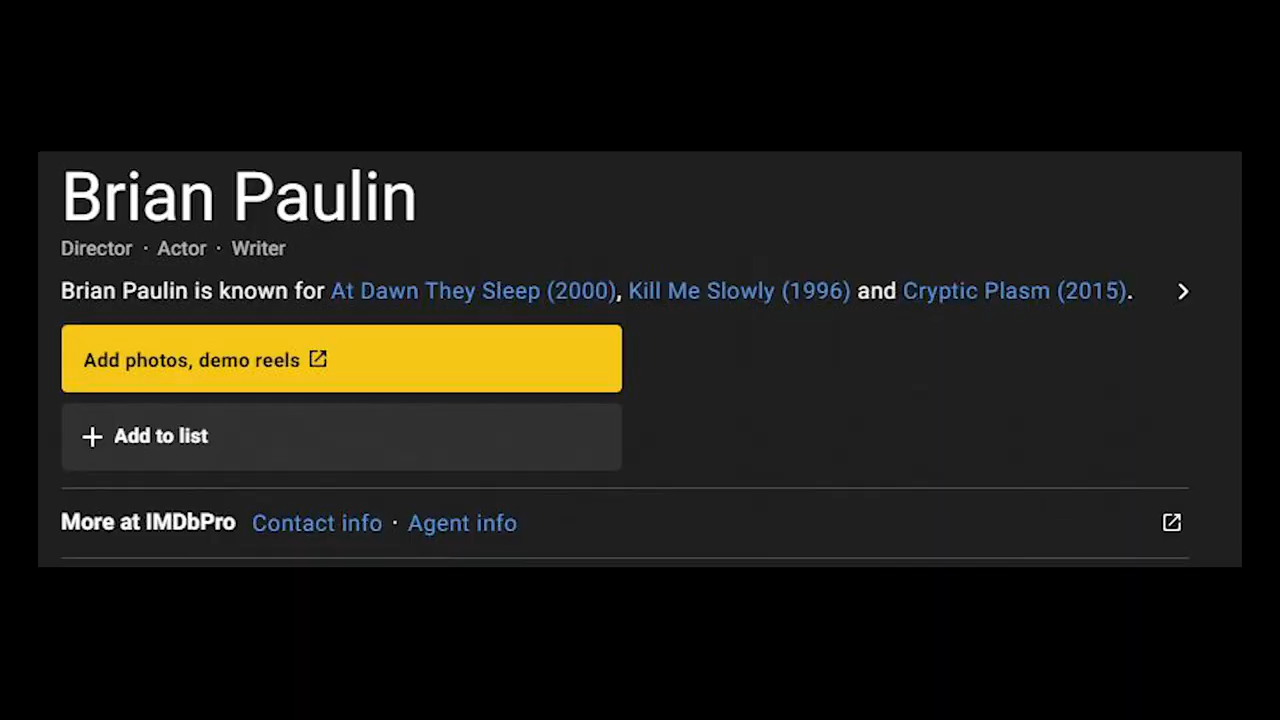 Brian Paulin
Director · Actor · Writer
Brian Paulin is known for At Dawn They Sleep (2000), Kill Me Slowly (1996) and Cryptic Plasm (2015).
Add photos, demo reels
+ Add to list
More at IMDbPro Contact info · Agent info